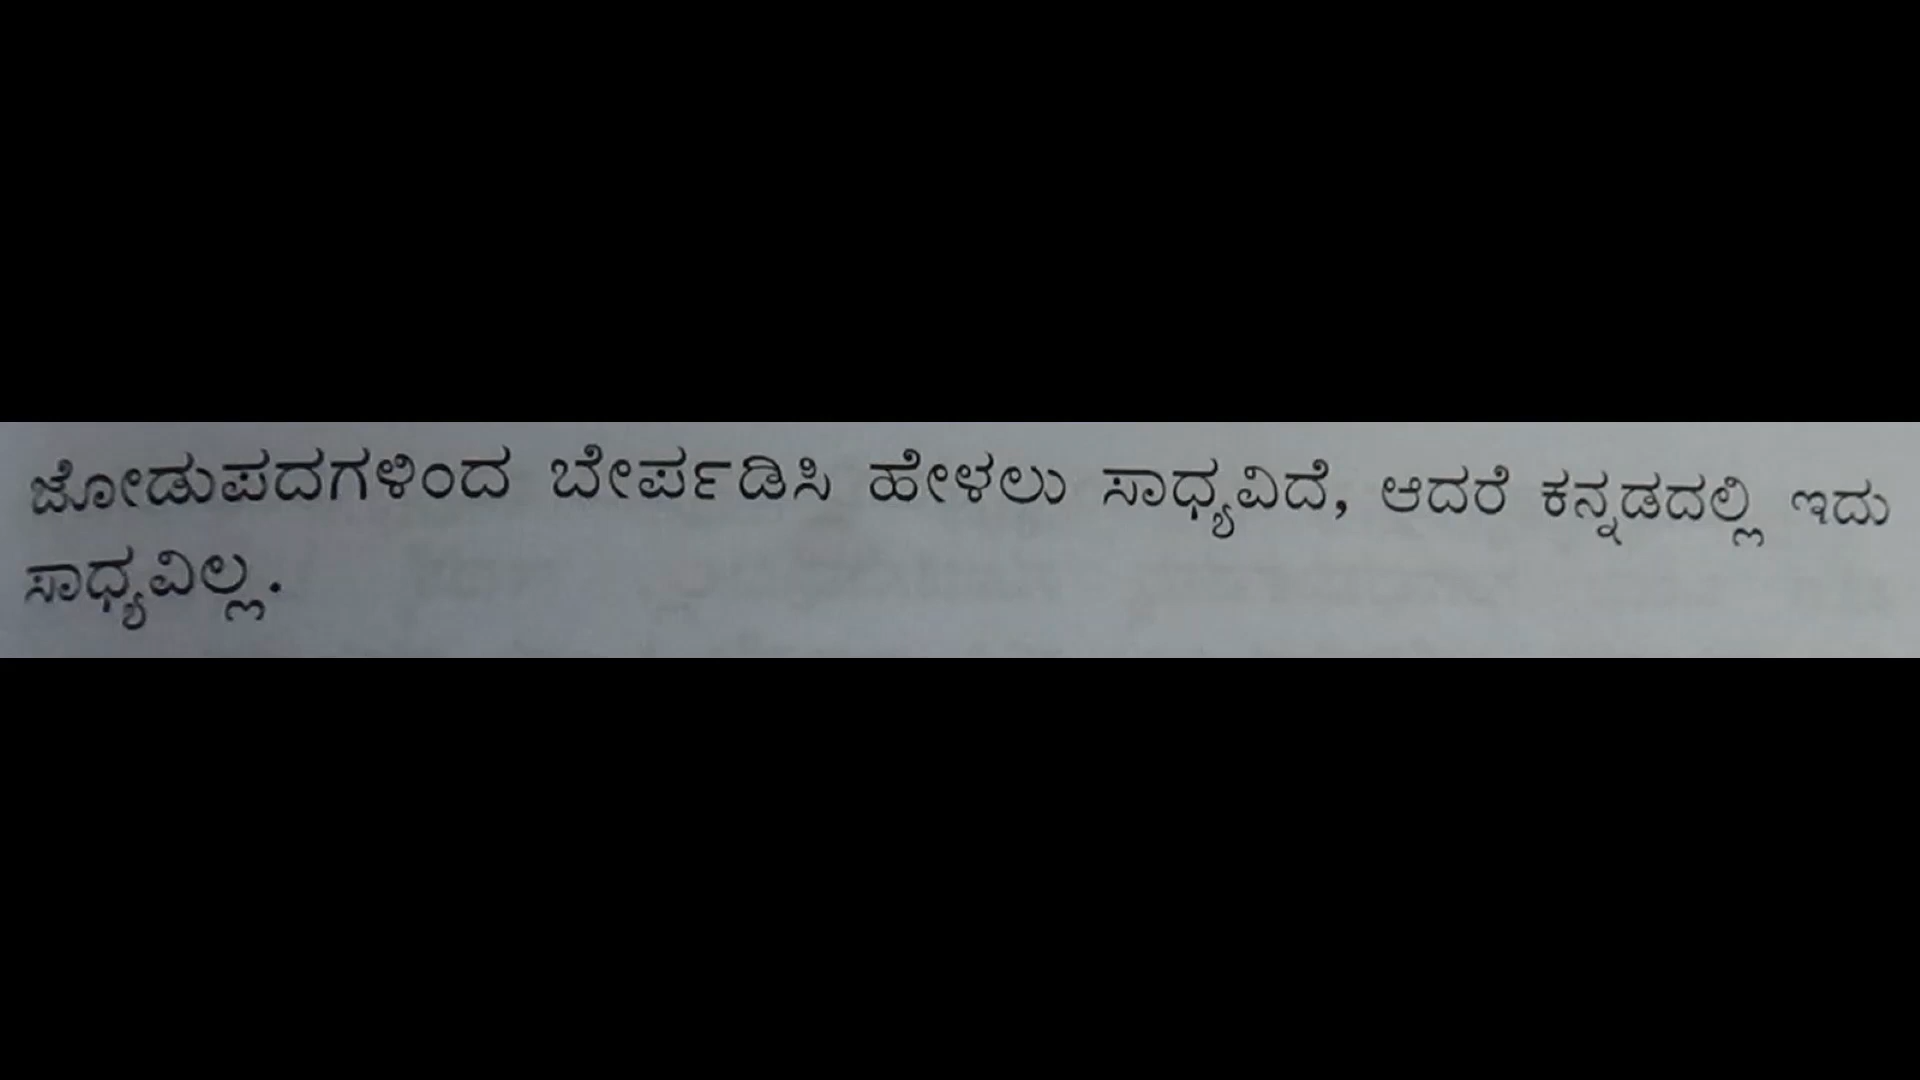 ಜೋಡುಪದಗಳಿಂದ ಬೇರ್ಪಡಿಸಿ ಹೇಳಲು ಸಾಧ್ಯವಿದೆ, ಆದರೆ ಕನ್ನಡದಲ್ಲಿ ಇದು
ಸಾಧ್ಯವಿಲ್ಲ.